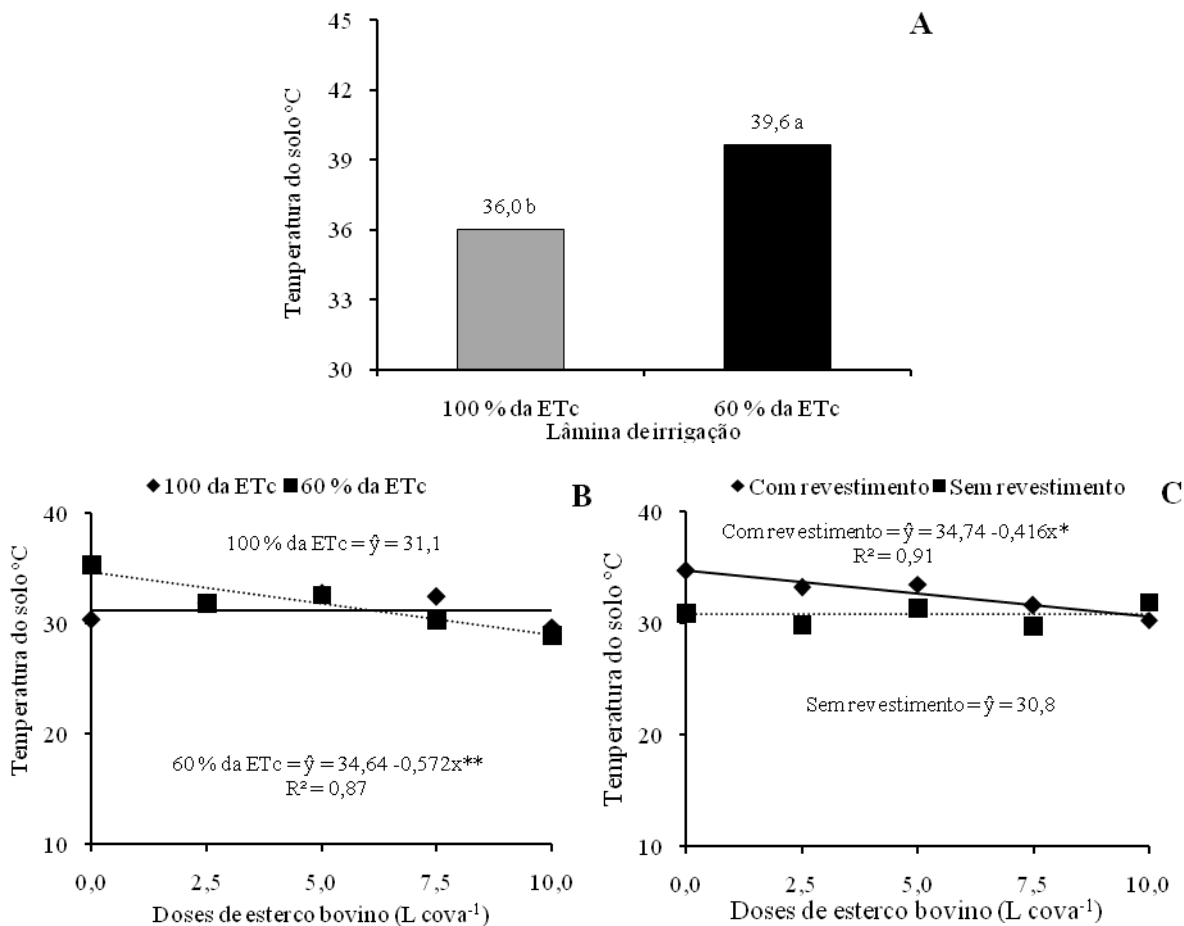 A
Temperatura do solo °C
45
42
39
36
33
30
36,0 b
39,6 a
100 % da ETc
60 % da ETc
Lâmina de irrigação
100 da ETc 60 % da ETc
B
Temperatura do solo °C
40
30
20
10
100 % da ETc = ŷ = 31,1
60 % da ETc = ŷ = 34,64 -0,572x**
R² = 0,87
0,0 2,5 5,0 7,5 10,0
Doses de esterco bovino (L cova⁻¹)
Com revestimento Sem revestimento
C
Temperatura do solo °C
40
30
20
10
Com revestimento = ŷ = 34,74 -0,416x*
R² = 0,91
Sem revestimento = ŷ = 30,8
0,0 2,5 5,0 7,5 10,0
Doses de esterco bovino (L cova⁻¹)